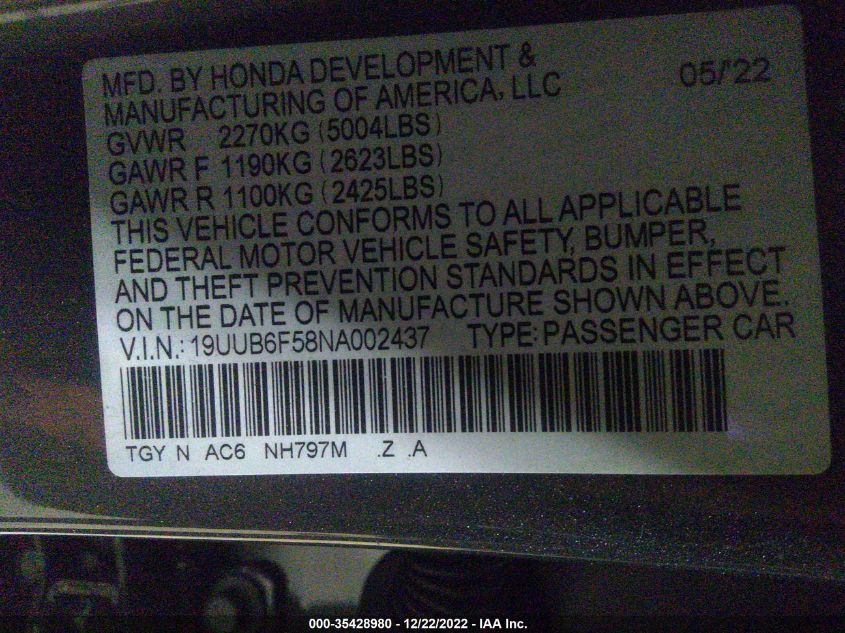 MFD. BY HONDA DEVELOPMENT & 05/'22
MANUFACTURING OF AMERICA, LLC
GVWR 2270KG (5004LBS)
GAWR F 1190KG (2623LBS)
GAWR R 1100KG (2425LBS)
THIS VEHICLE CONFORMS TO ALL APPLICABLE
FEDERAL MOTOR VEHICLE SAFETY, BUMPER,
AND THEFT PREVENTION STANDARDS IN EFFECT
ON THE DATE OF MANUFACTURE SHOWN ABOVE.
V.I.N.: 19UUB6F58NA002437 TYPE: PASSENGER CAR
TGY N AC6 NH797M .Z .A
000-35428980 - 12/22/2022 - IAA Inc.